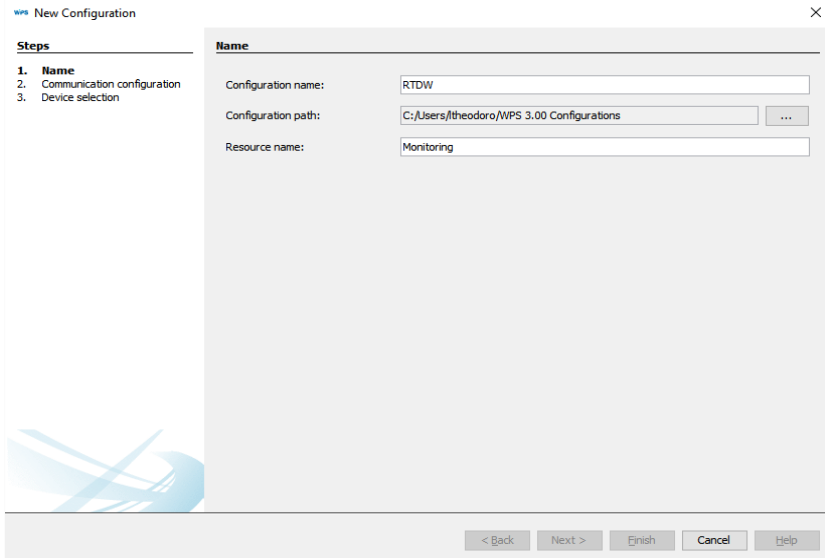 WPS New Configuration
Steps
1. Name
2. Communication configuration
3. Device selection
Name
Configuration name: RTDW
Configuration path: C:/Users/ltheodoro/WPS 3.00 Configurations ...
Resource name: Monitoring
< Back Next > Finish Cancel Help